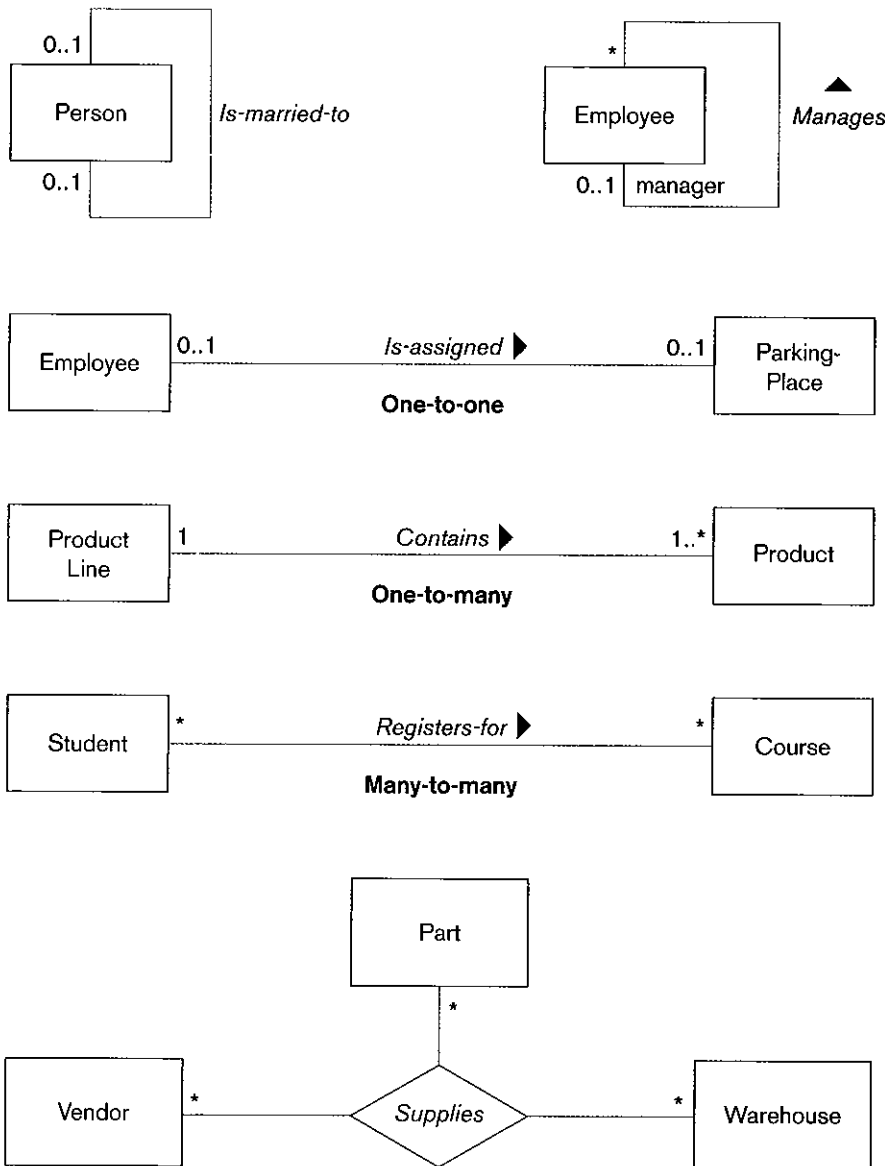 0..1
Person
Is-married-to
0..1
*
Employee
Manages
0..1 manager
Employee
0..1
Is-assigned
0..1
Parking-
Place
One-to-one
Product
Line
1
Contains
1..*
Product
One-to-many
Student
*
Registers-for
*
Course
Many-to-many
Part
*
Vendor
*
Supplies
*
Warehouse